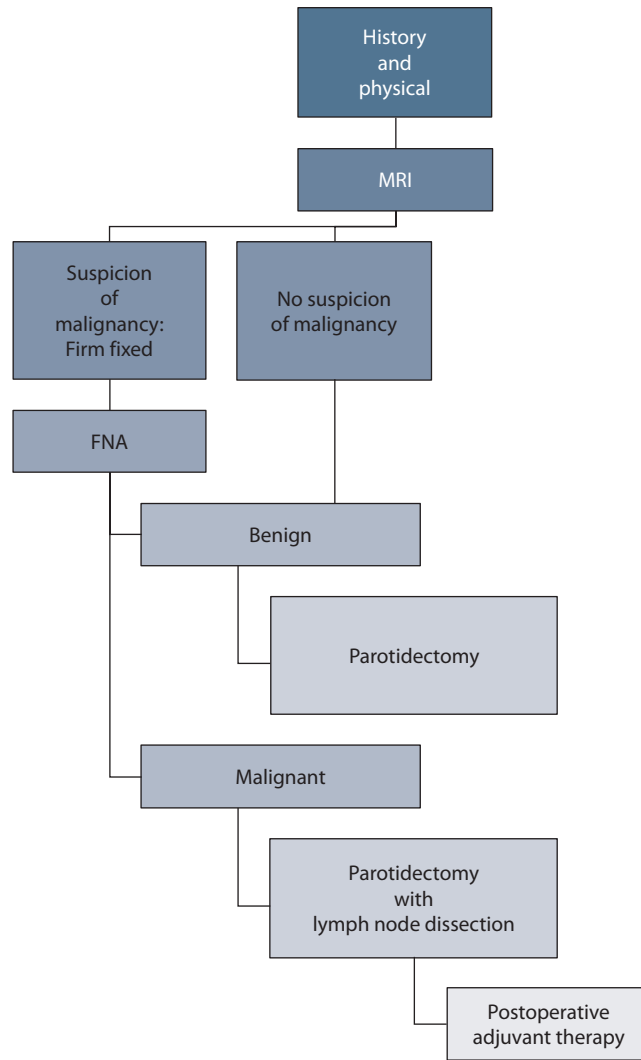 History
and
physical
MRI
Suspicion
of
malignancy:
Firm fixed
No suspicion
of malignancy
FNA
Benign
Parotidectomy
Malignant
Parotidectomy
with
lymph node dissection
Postoperative
adjuvant therapy